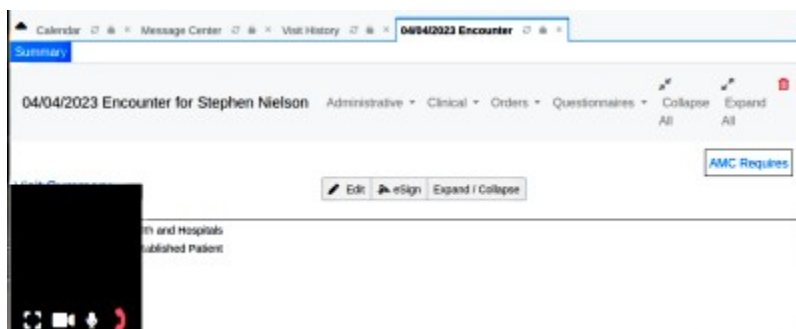 Calendar Message Center Visit History 04/04/2023 Encounter
Summary
04/04/2023 Encounter for Stephen Nielson Administrative Clinical Orders Questionnaires Collapse All Expand All
AMC Requires
Edit eSign Expand / Collapse
th and Hospitals
tablished Patient